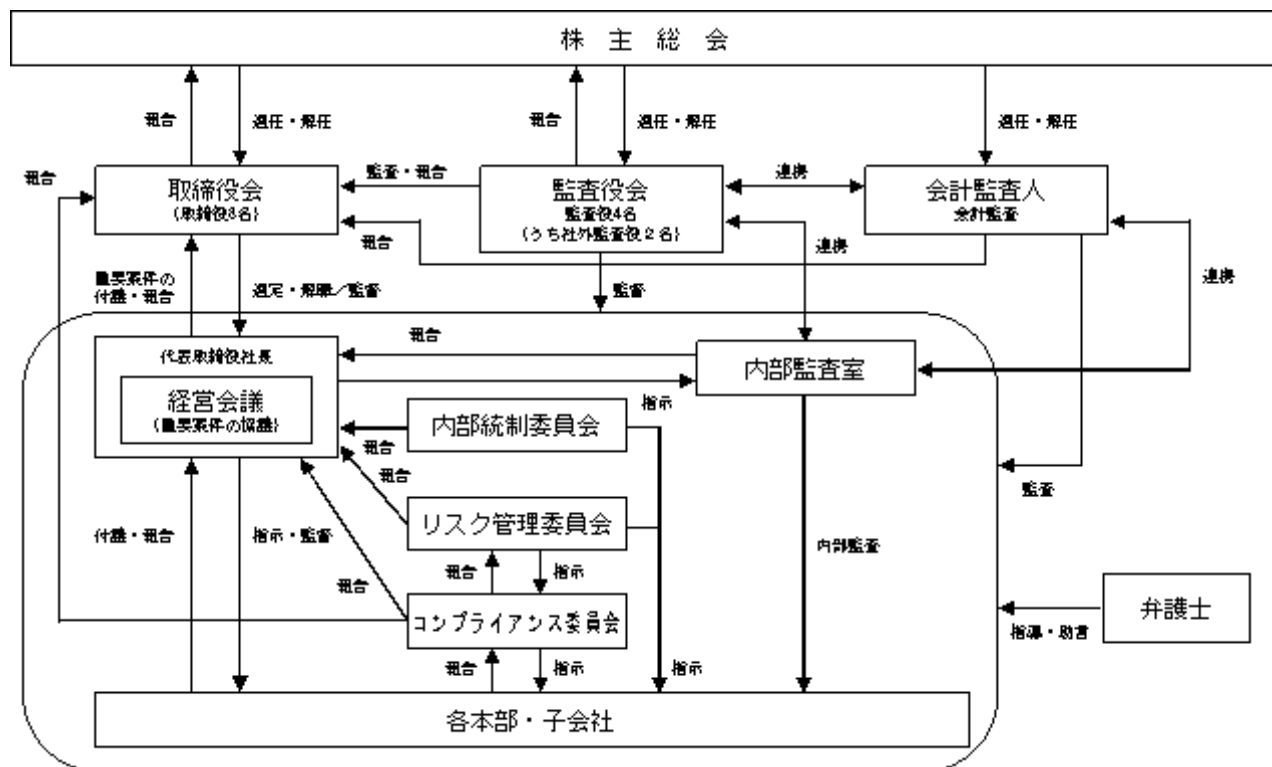 株主総会
報告
選任・解任
報告
選任・解任
選任・解任
報告
取締役会
(取締役8名)
監査・報告
監査役会
監査役4名
(うち社外監査役2名)
連携
会計監査人
会計監査
報告
連携
連携
重要案件の
付議・報告
選定・解職/監督
監督
代表取締役社長
経営会議
(重要案件の協議)
報告
内部監査室
指示
内部統制委員会
報告
報告
監査
リスク管理委員会
付議・報告
指示・監督
内部監査
報告
指示
報告
コンプライアンス委員会
弁護士
指導・助言
報告
指示
指示
各本部・子会社